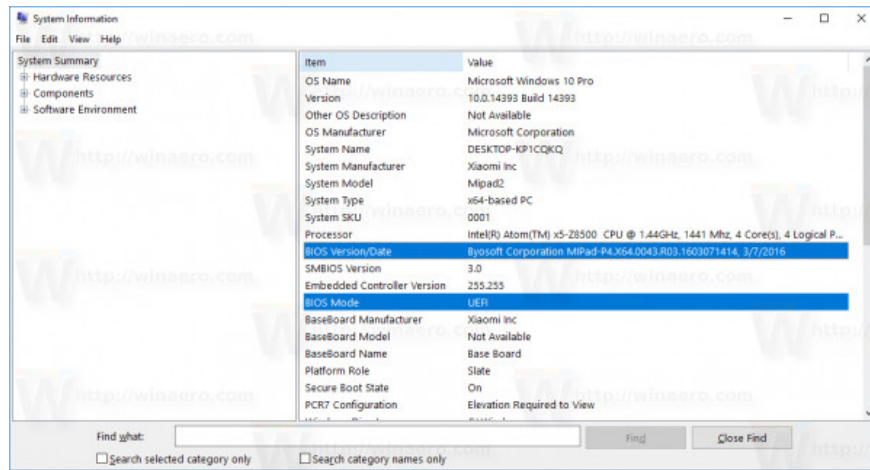 System Information
File Edit View Help
System Summary
Hardware Resources
Components
Software Environment
Item Value
OS Name Microsoft Windows 10 Pro
Version 10.0.14393 Build 14393
Other OS Description Not Available
OS Manufacturer Microsoft Corporation
System Name DESKTOP-KP1CQKQ
System Manufacturer Xiaomi Inc
System Model Mipad2
System Type x64-based PC
System SKU 0001
Processor Intel(R) Atom(TM) x5-Z8500 CPU @ 1.44GHz, 1441 Mhz, 4 Core(s), 4 Logical P...
BIOS Version/Date Byosoft Corporation MIPad-P4.X64.0043.R03.1603071414, 3/7/2016
SMBIOS Version 3.0
Embedded Controller Version 255.255
BIOS Mode UEFI
BaseBoard Manufacturer Xiaomi Inc
BaseBoard Model Not Available
BaseBoard Name Base Board
Platform Role Slate
Secure Boot State On
PCR7 Configuration Elevation Required to View
Find what: Find Close Find
Search selected category only Search category names only
http://winaero.com